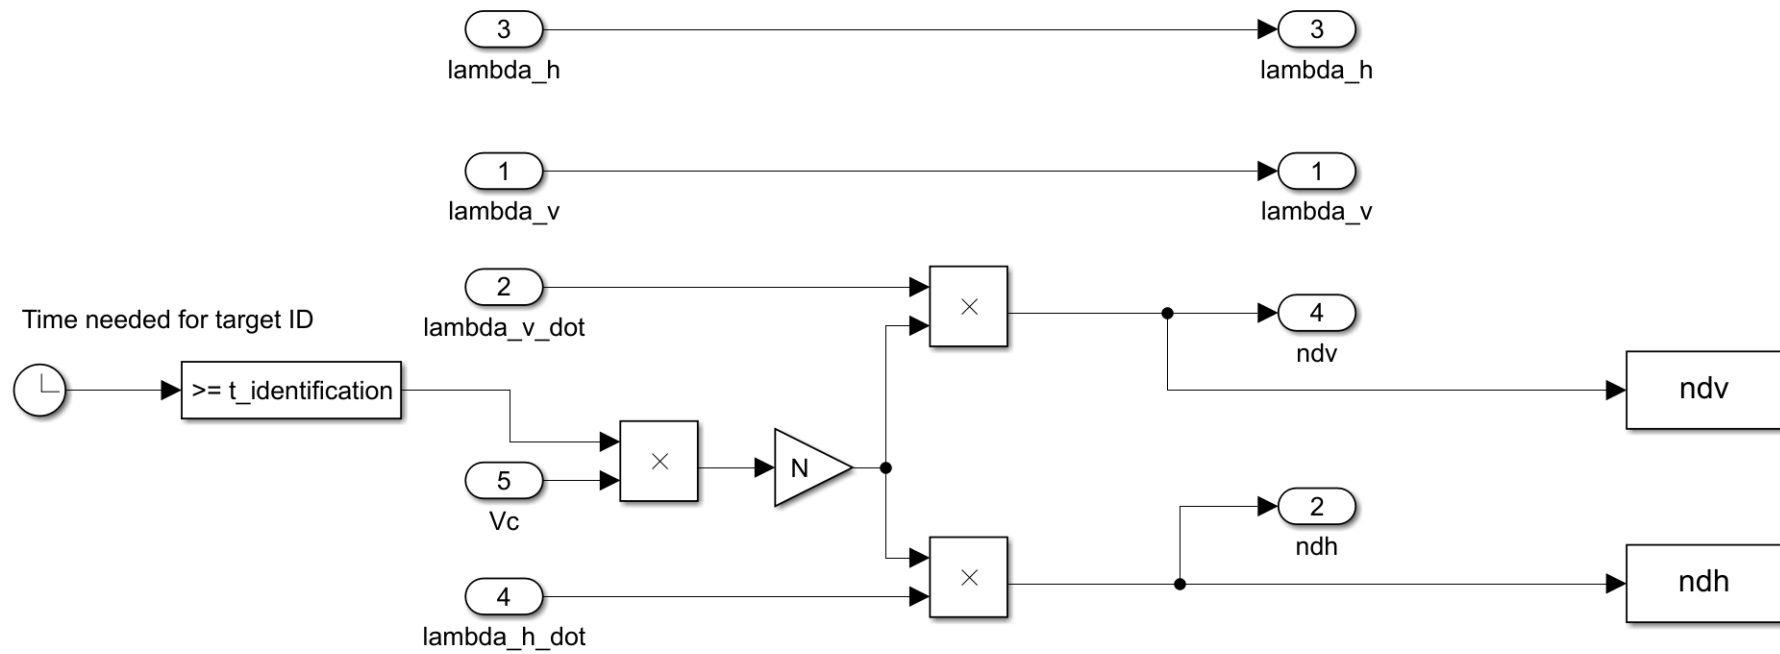 3
lambda_h
3
lambda_h
1
lambda_v
1
lambda_v
2
lambda_v_dot
4
ndv
Time needed for target ID
>= t_identification
ndv
×
×
N
5
Vc
2
ndh
×
ndh
4
lambda_h_dot